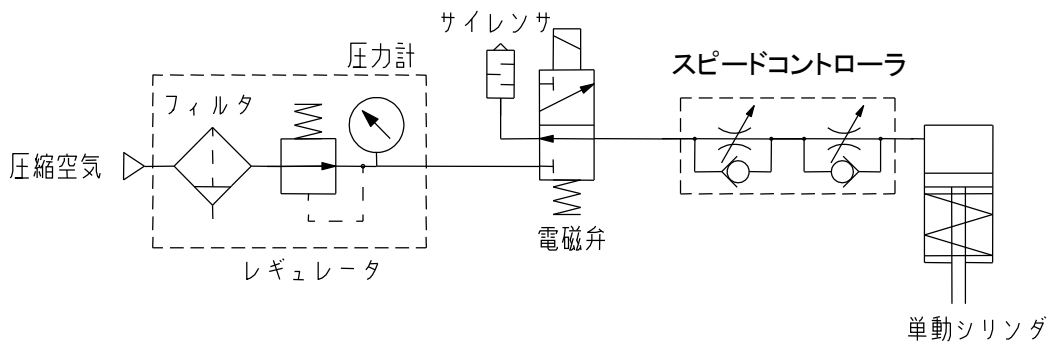 サイレンサ
圧力計
スピードコントローラ
フィルタ
圧縮空気
電磁弁
レギュレータ
単動シリンダ